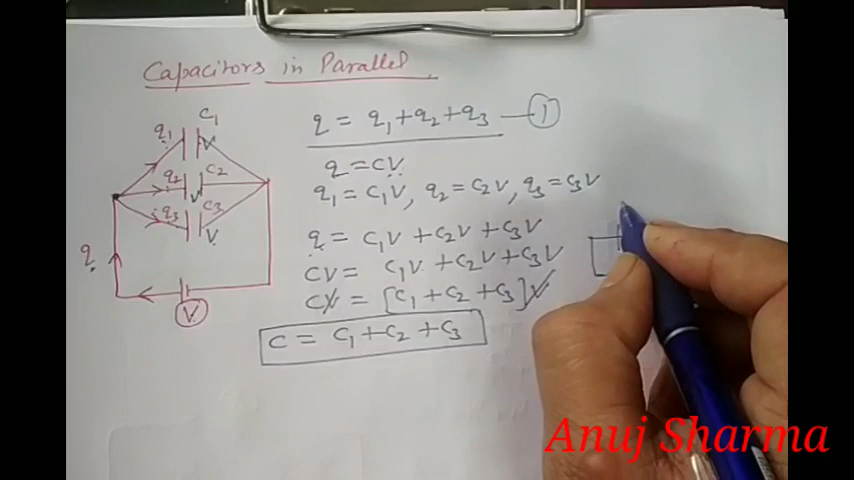 Capacitors in Parallel
C1
q1
V
q = q1 + q2 + q3 — 1
q2
C2
V
q = CV
q1 = C1V, q2 = C2V, q3 = C3V
q3
C3
V
q = C1V + C2V + C3V
q
CV = C1V + C2V + C3V
CV = [C1 + C2 + C3]V
V
C = C1 + C2 + C3
Anuj Sharma